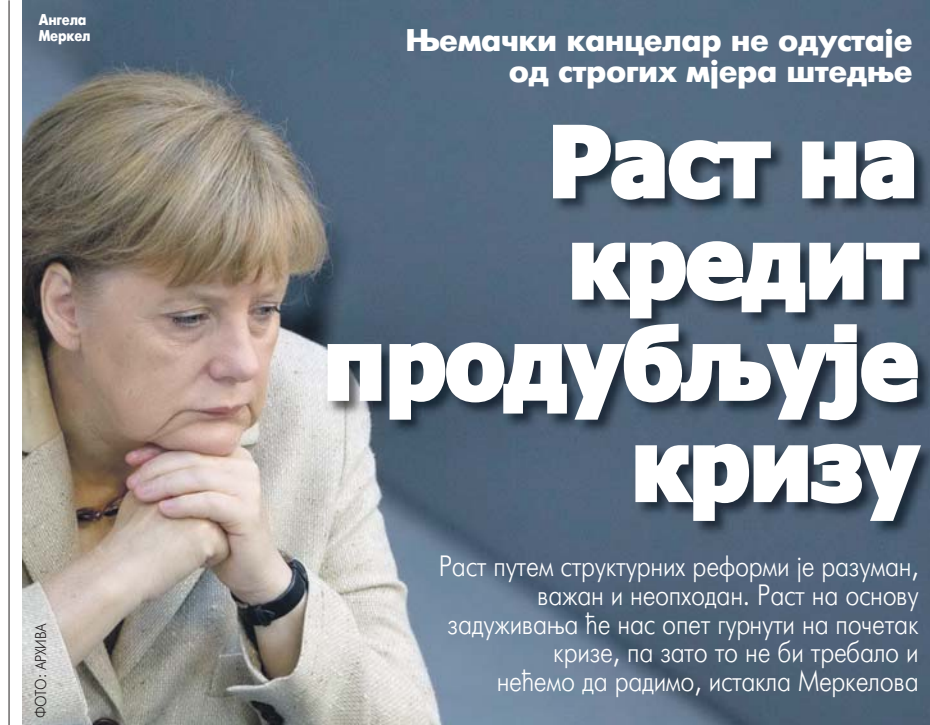 Ангела
Меркел
Њемачки канцелар не одустаје
од строгих мјера штедње
Раст на
кредит
продубљује
кризу
Раст путем структурних реформи је разуман,
важан и неопходан. Раст на основу
задуживања ће нас опет гурнути на почетак
кризе, па зато то не би требало и
нећемо да радимо, истакла Меркелова
ФОТО: АРХИВА